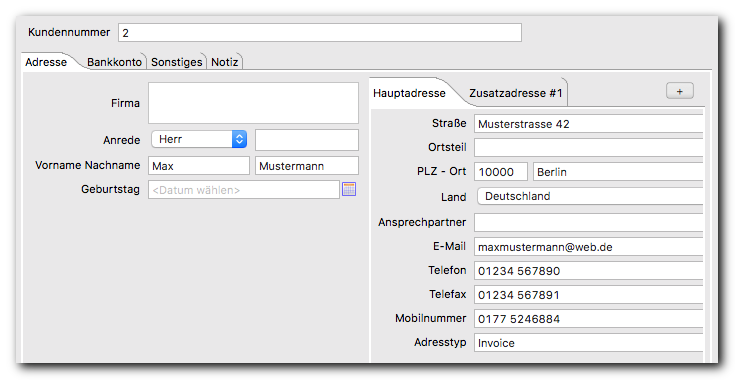 Kundennummer 2
Adresse Bankkonto Sonstiges Notiz
Firma
Anrede Herr
Vorname Nachname Max Mustermann
Geburtstag <Datum wählen>
Hauptadresse Zusatzadresse #1 +
Straße Musterstrasse 42
Ortsteil
PLZ - Ort 10000 Berlin
Land Deutschland
Ansprechpartner
E-Mail maxmustermann@web.de
Telefon 01234 567890
Telefax 01234 567891
Mobilnummer 0177 5246884
Adresstyp Invoice